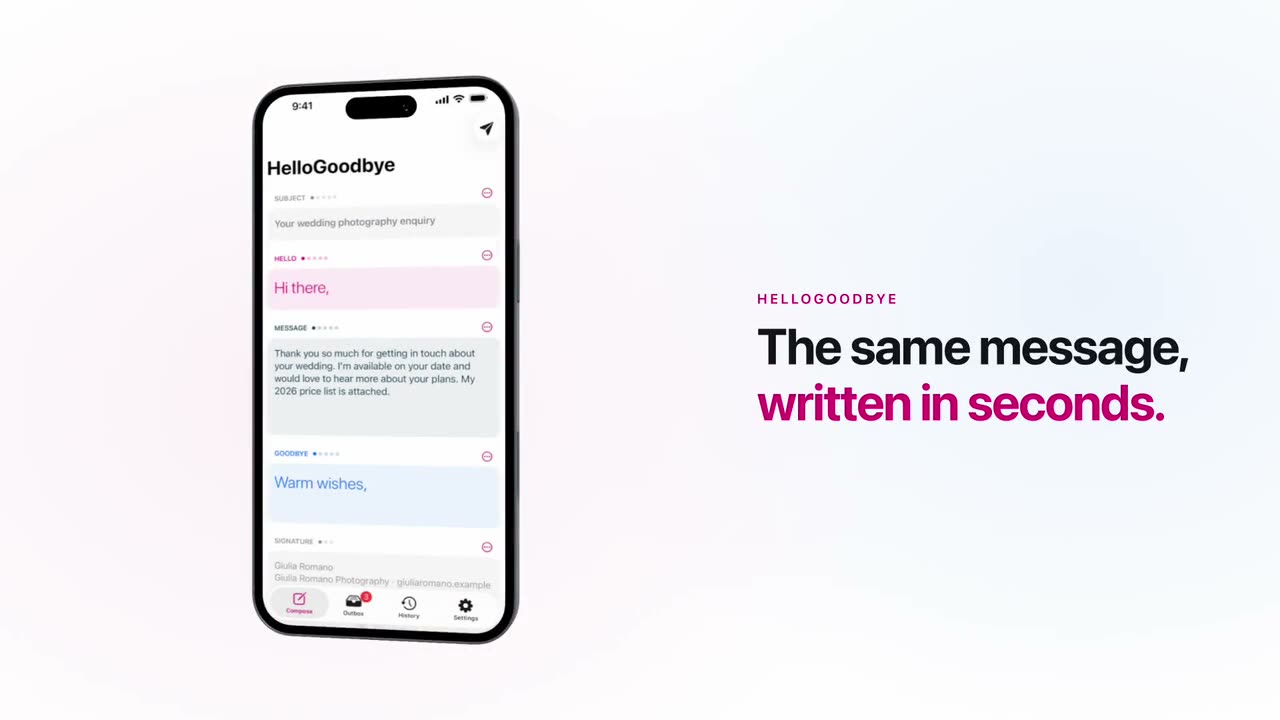 9:41
HelloGoodbye
SUBJECT
Your wedding photography enquiry
HELLO
Hi there,
MESSAGE
Thank you so much for getting in touch about
your wedding. I'm available on your date and
would love to hear more about your plans. My
2026 price list is attached.
GOODBYE
Warm wishes,
SIGNATURE
Giulia Romano
Giulia Romano Photography · giuliaromano.example
Compose
3
Outbox
History
Settings
HELLOGOODBYE
The same message,
written in seconds.